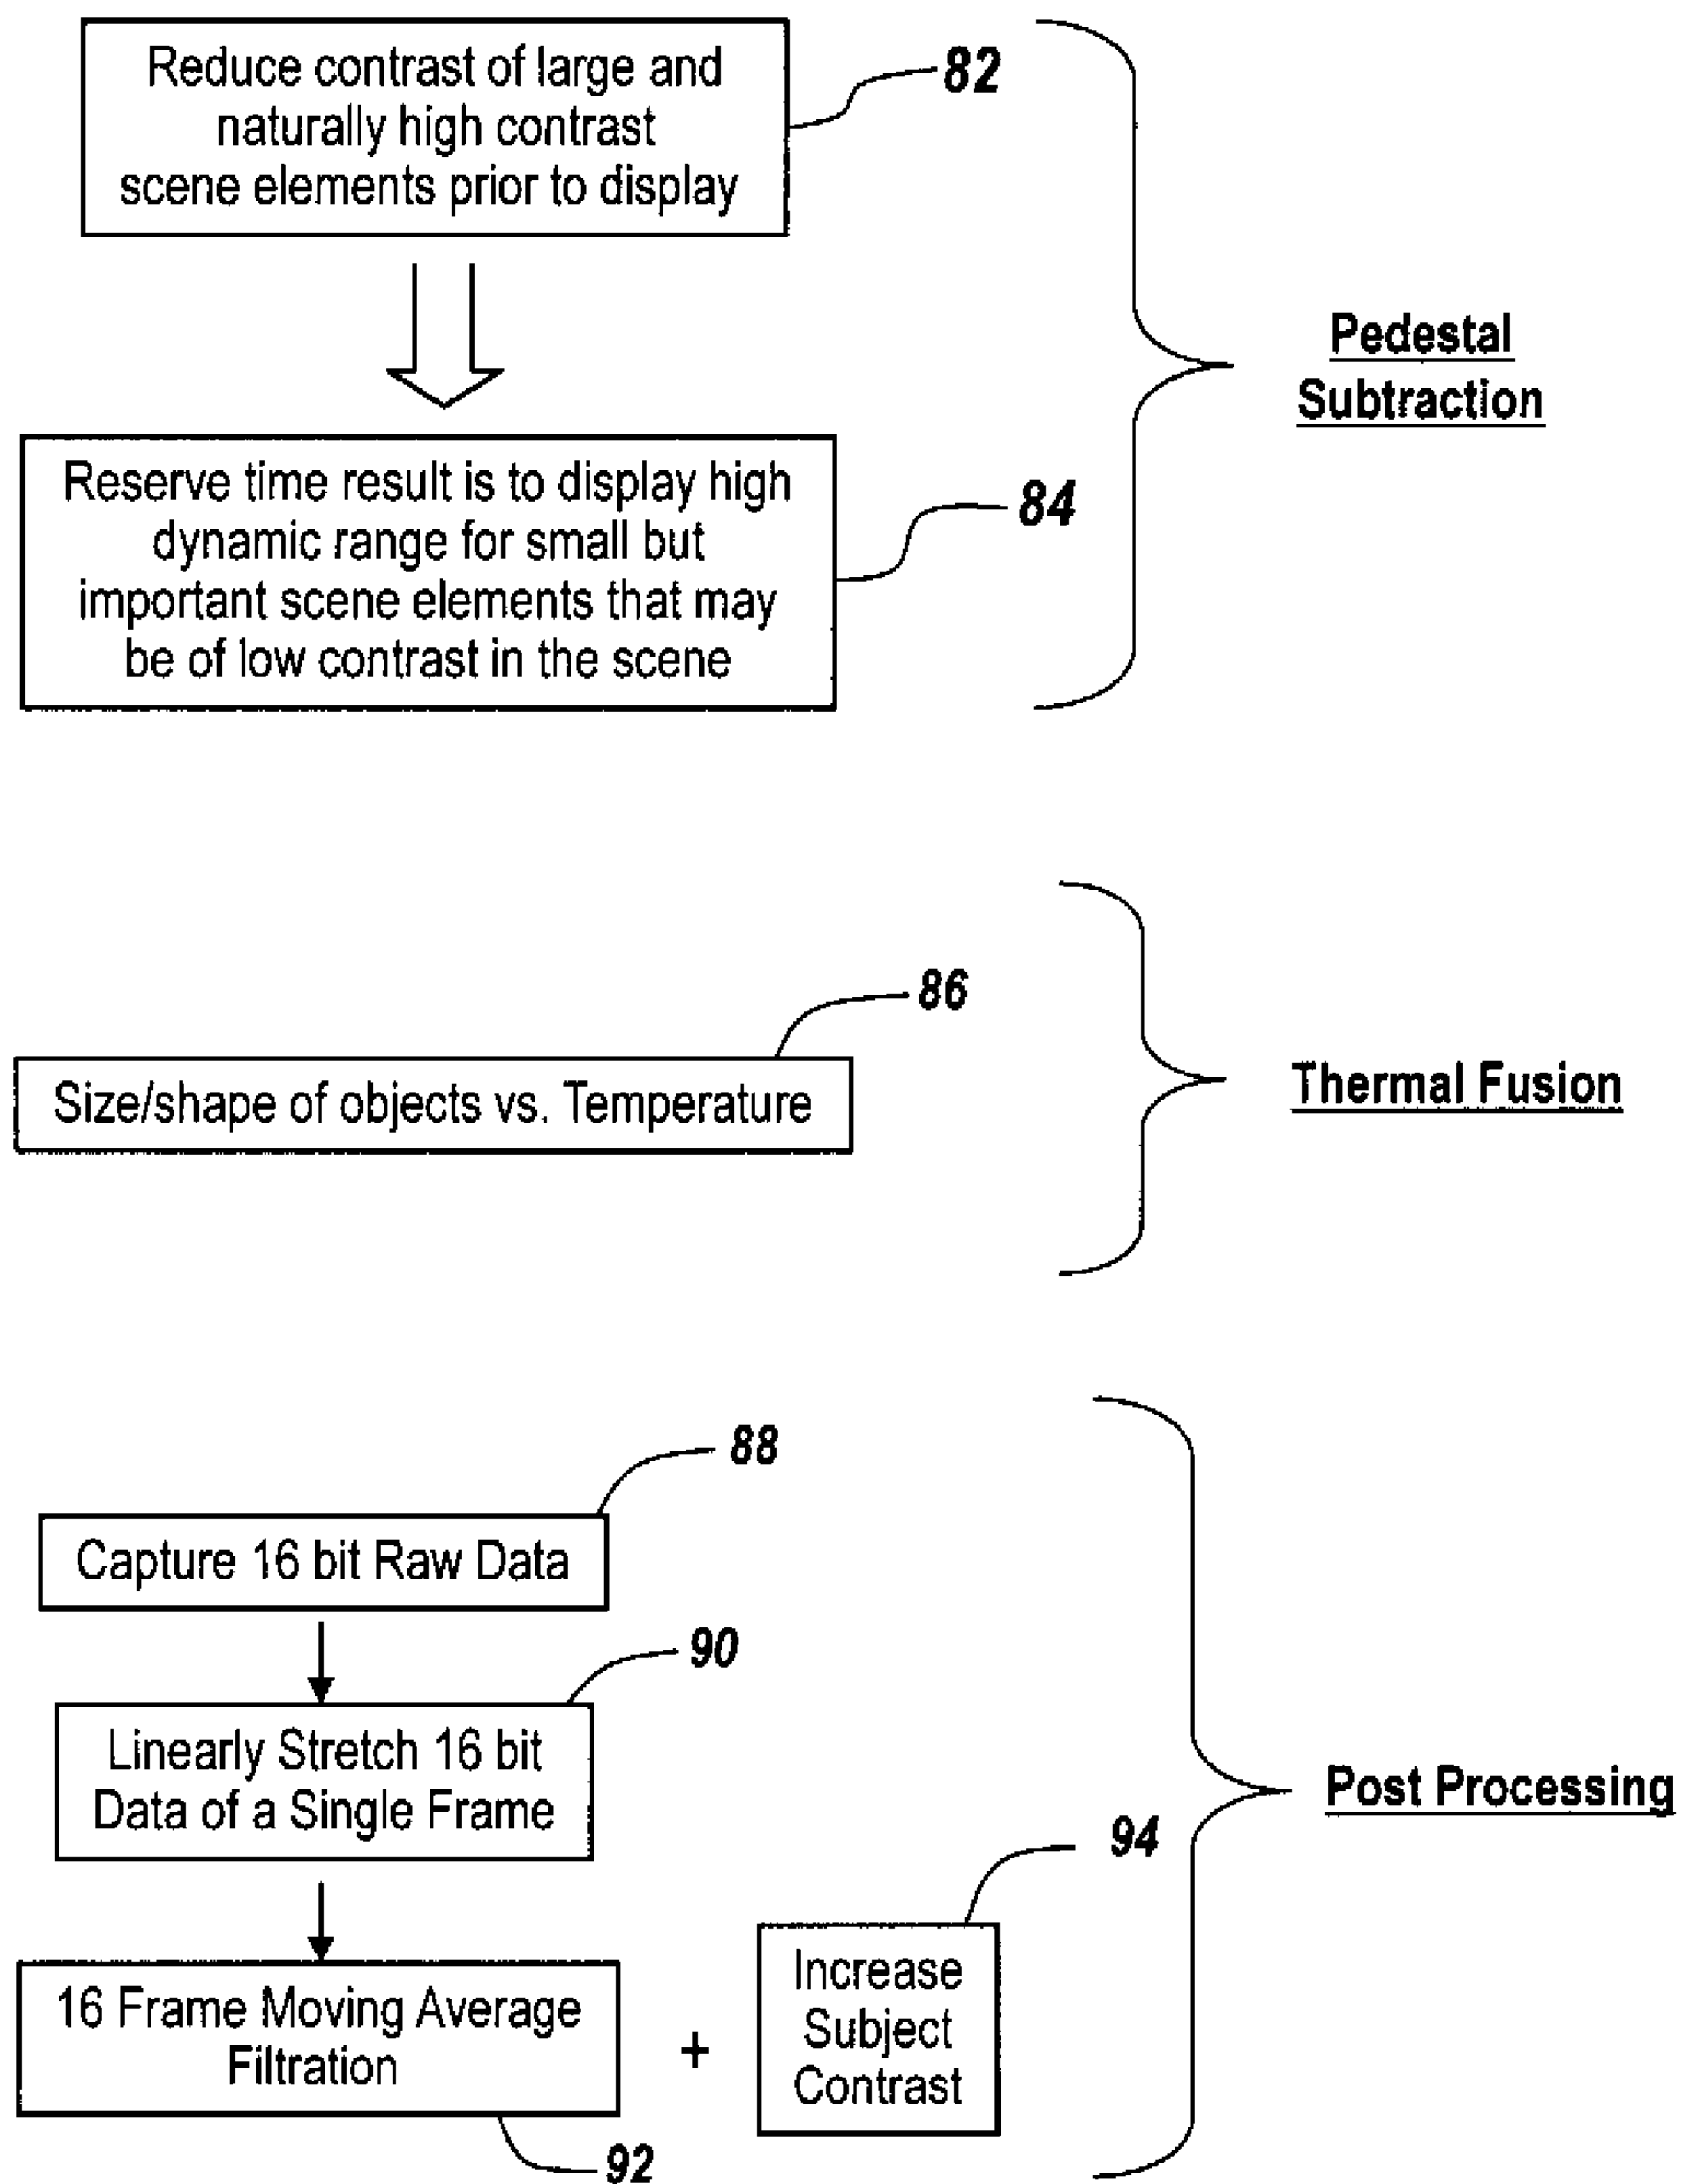 Reduce contrast of large and
naturally high contrast
scene elements prior to display
82
Pedestal
Subtraction
Reserve time result is to display high
dynamic range for small but
important scene elements that may
be of low contrast in the scene
84
86
Size/shape of objects vs. Temperature
Thermal Fusion
88
Capture 16 bit Raw Data
90
Linearly Stretch 16 bit
Data of a Single Frame
Post Processing
94
16 Frame Moving Average
Filtration
+
Increase
Subject
Contrast
92